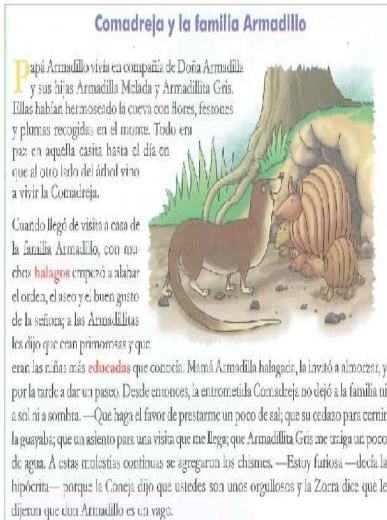 Comadreja y la familia Armadillo
Papá Armadillo vivía en compañía de Doña Armadilla
y sus hijas Armadilla Melada y Armadillita Gris.
Ellas habían hermoseado la cueva con flores, festones
y plumas recogidas en el monte. Todo era
paz en aquella casita hasta el día en
que al otro lado del árbol vino
a vivir la Comadreja.
Cuando llegó de visita a casa de
la familia Armadillo, con mu-
chos halagos empezó a alabar
el orden, el aseo y el buen gusto
de la señora; a las Armadillitas
les dijo que eran primorosas y que
eran las niñas más educadas que conocía. Mamá Armadilla halagada, la invitó a almorzar, y
por la tarde a dar un paseo. Desde entonces, la entrometida Comadreja no dejó a la familia ni
a sol ni a sombra. —Que haga el favor de prestarme un poco de sal; que su cedazo para cernir
la guayaba; que un asiento para una visita que me llega; que Armadillita Gris me traiga un poco
de agua. A estas molestias continuas se agregaron los chismes. —Estoy furiosa —decía la
hipócrita— porque la Coneja dijo que ustedes son unos orgullosos y la Zorra dice que le
dijeron que don Armadillo es un vago.